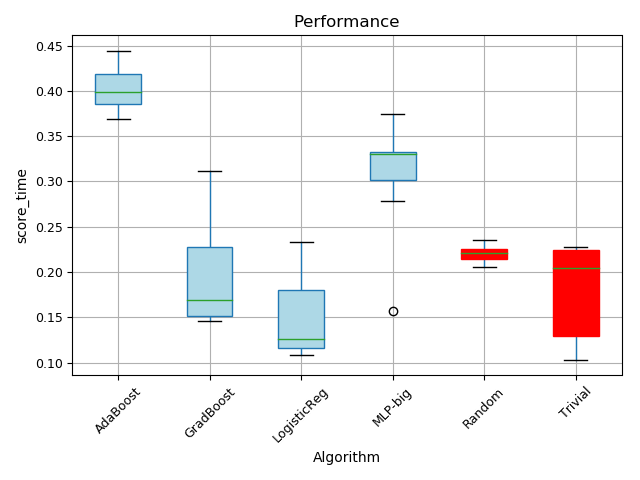 Performance
score_time
0.45
0.40
0.35
0.30
0.25
0.20
0.15
0.10
AdaBoost
GradBoost
LogisticReg
MLP-big
Random
Trivial
Algorithm